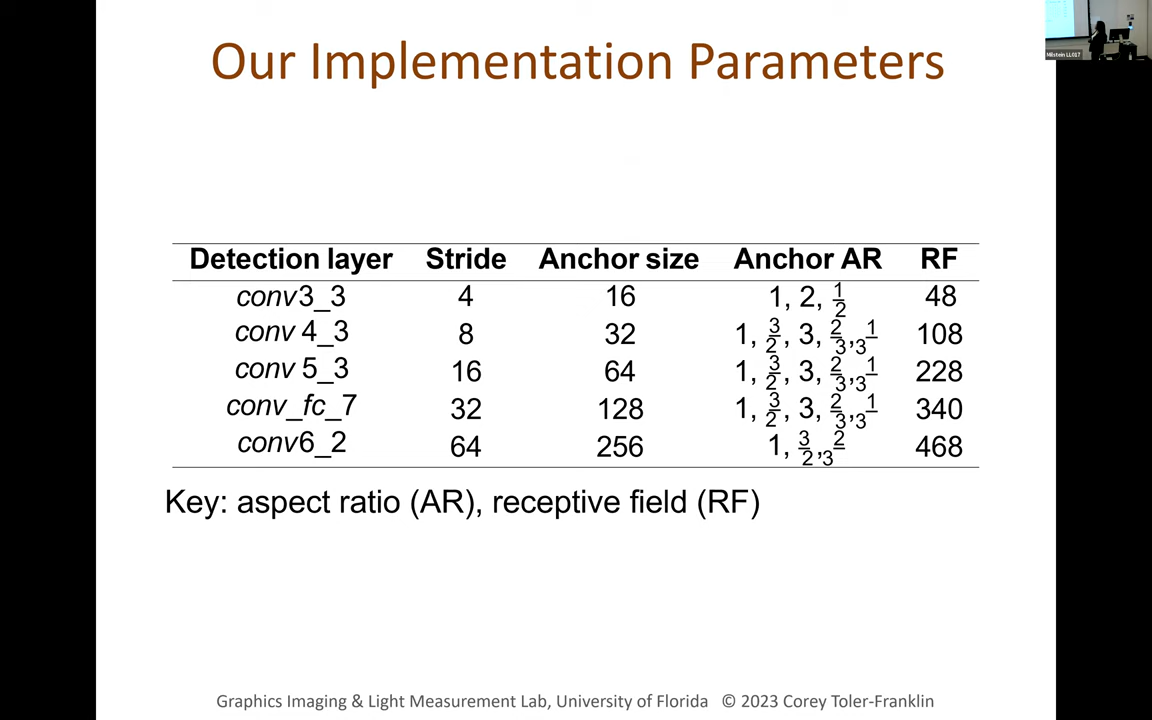 Our Implementation Parameters
Milstein LL017
Detection layer Stride Anchor size Anchor AR RF
conv3_3 4 16 1, 2, 1/2 48
conv 4_3 8 32 1, 3/2, 3, 2/3, 1/3 108
conv 5_3 16 64 1, 3/2, 3, 2/3, 1/3 228
conv_fc_7 32 128 1, 3/2, 3, 2/3, 1/3 340
conv6_2 64 256 1, 3/2, 2/3 468
Key: aspect ratio (AR), receptive field (RF)
Graphics Imaging & Light Measurement Lab, University of Florida © 2023 Corey Toler-Franklin